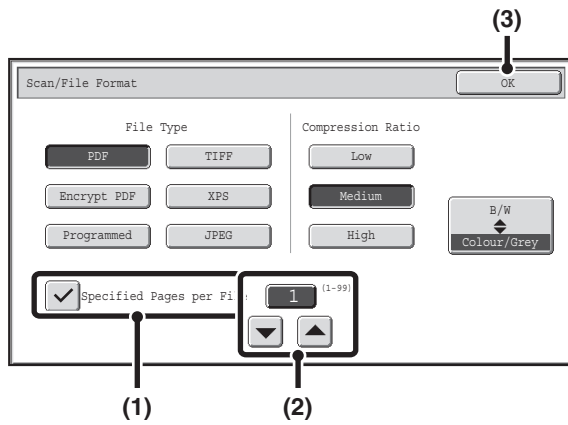 (3)
Scan/File Format
OK
File Type
Compression Ratio
PDF
TIFF
Low
Encrypt PDF
XPS
Medium
B/W
Colour/Grey
Programmed
JPEG
High
Specified Pages per Fi
1
(1-99)
(1)
(2)